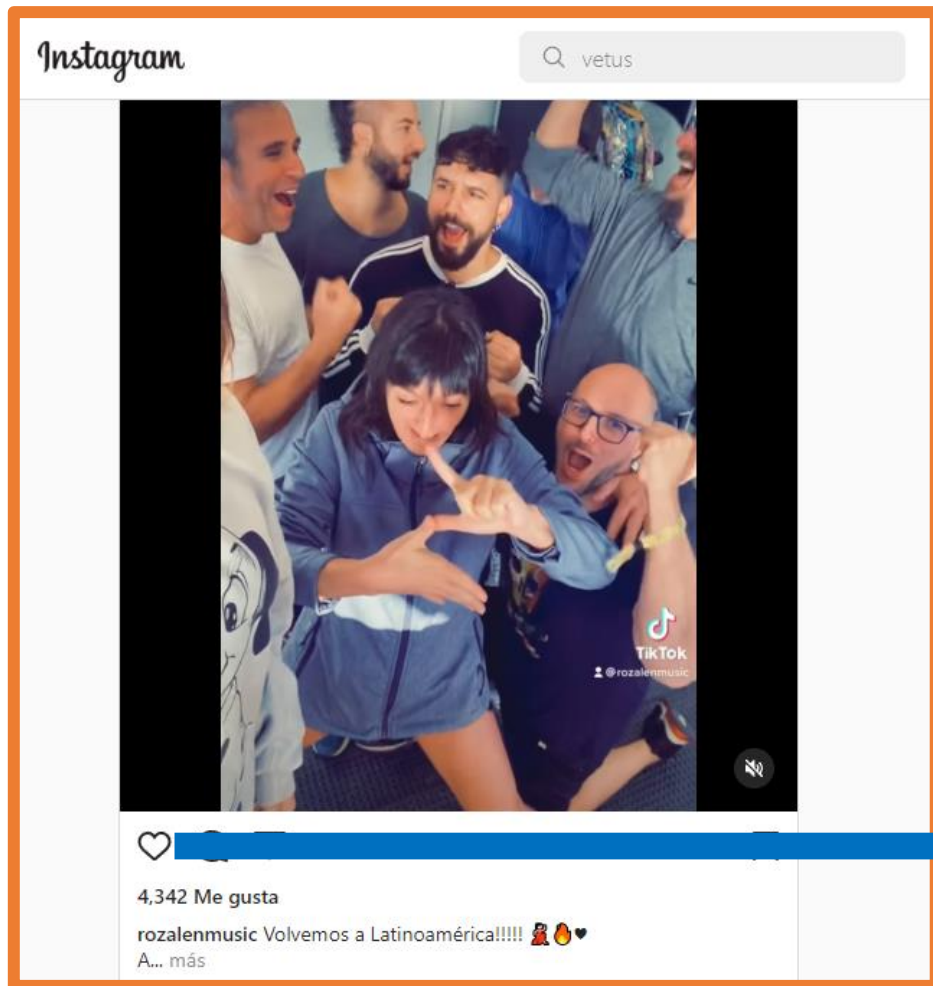 Instagram
vetus
TikTok
@rozalenmusic
4,342 Me gusta
rozalenmusic Volvemos a Latinoamérica!!!!! 💃🔥🖤
A... más